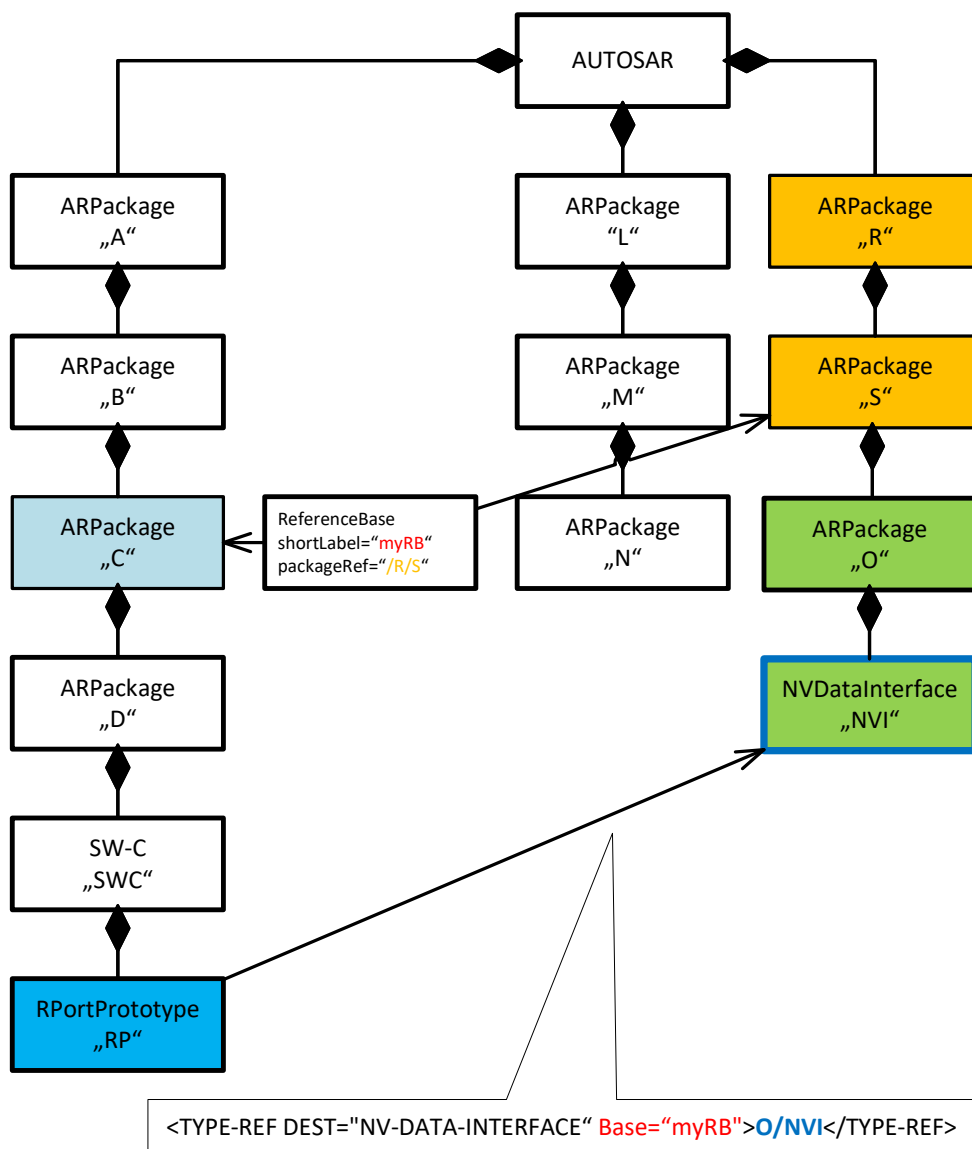 AUTOSAR
ARPackage
„A“
ARPackage
“L“
ARPackage
„R“
ARPackage
„B“
ARPackage
„M“
ARPackage
„S“
ARPackage
„C“
ReferenceBase
shortLabel=“myRB“
packageRef=“/R/S“
ARPackage
„N“
ARPackage
„O“
ARPackage
„D“
NVDataInterface
„NVI“
SW-C
„SWC“
RPortPrototype
„RP“
<TYPE-REF DEST="NV-DATA-INTERFACE“ Base=“myRB">O/NVI</TYPE-REF>